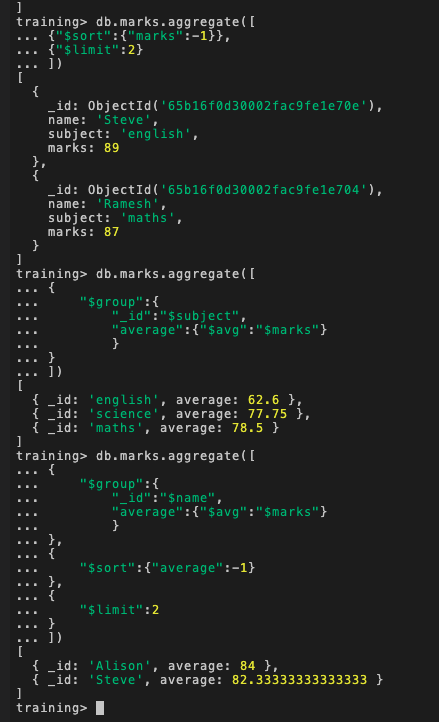 ]
training> db.marks.aggregate([
... {"$sort":{"marks":-1}},
... {"$limit":2}
... ])
[
  {
    _id: ObjectId('65b16f0d30002fac9fe1e70e'),
    name: 'Steve',
    subject: 'english',
    marks: 89
  },
  {
    _id: ObjectId('65b16f0d30002fac9fe1e704'),
    name: 'Ramesh',
    subject: 'maths',
    marks: 87
  }
]
training> db.marks.aggregate([
... {
...     "$group":{
...         "_id":"$subject",
...         "average":{"$avg":"$marks"}
...         }
... }
... ])
[
  { _id: 'english', average: 62.6 },
  { _id: 'science', average: 77.75 },
  { _id: 'maths', average: 78.5 }
]
training> db.marks.aggregate([
... {
...     "$group":{
...         "_id":"$name",
...         "average":{"$avg":"$marks"}
...         }
... },
... {
...     "$sort":{"average":-1}
... },
... {
...     "$limit":2
... }
... ])
[
  { _id: 'Alison', average: 84 },
  { _id: 'Steve', average: 82.33333333333333 }
]
training>